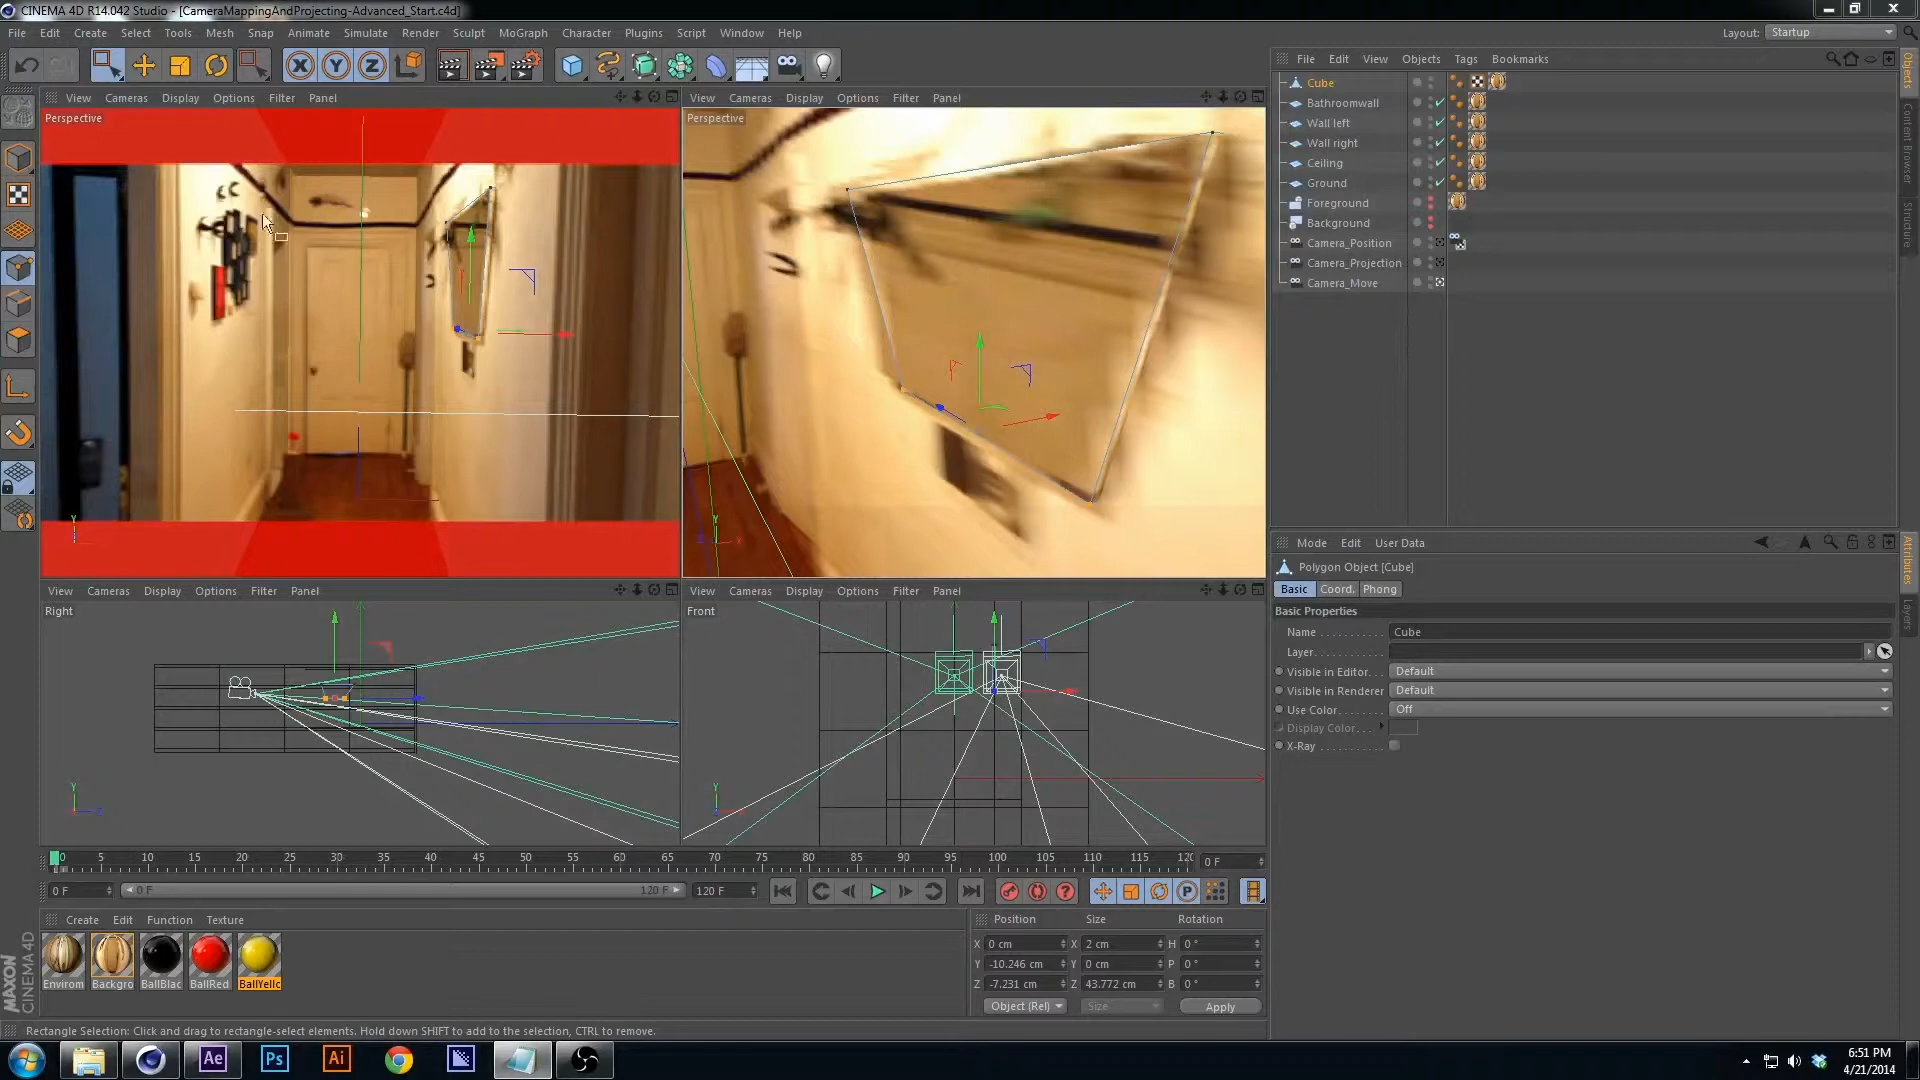 CINEMA 4D R14.042 Studio - [CameraMappingAndProjecting-Advanced_Start.c4d]
File Edit Create Select Tools Mesh Snap Animate Simulate Render Sculpt MoGraph Character Plugins Script Window Help
Layout: Startup
File Edit View Objects Tags Bookmarks
View Cameras Display Options Filter Panel
View Cameras Display Options Filter Panel
Perspective
Perspective
Cube
Bathroomwall
Wall left
Wall right
Ceiling
Ground
Foreground
Background
Camera_Position
Camera_Projection
Camera_Move
Objects
Content Browser
Structure
Mode Edit User Data
Polygon Object [Cube]
Basic Coord. Phong
Basic Properties
Name Cube
Layer
Visible in Editor Default
Visible in Renderer Default
Use Color Off
Display Color
X-Ray
Attributes
Layers
View Cameras Display Options Filter Panel
View Cameras Display Options Filter Panel
Right
Front
0 5 10 15 20 25 30 35 40 45 50 55 60 65 70 75 80 85 90 95 100 105 110 115 120
0 F
0 F 0 F 120 F 120 F
Create Edit Function Texture
Position Size Rotation
X 0 cm X 2 cm H 0 °
Y -10.246 cm Y 0 cm P 0 °
Z -7.231 cm Z 43.772 cm B 0 °
Object (Rel) Size Apply
Environ Backgro BallBlac BallRed BallYellc
MAXON CINEMA 4D
Rectangle Selection: Click and drag to rectangle-select elements. Hold down SHIFT to add to the selection, CTRL to remove.
Ae Ps Ai
6:51 PM
4/21/2014